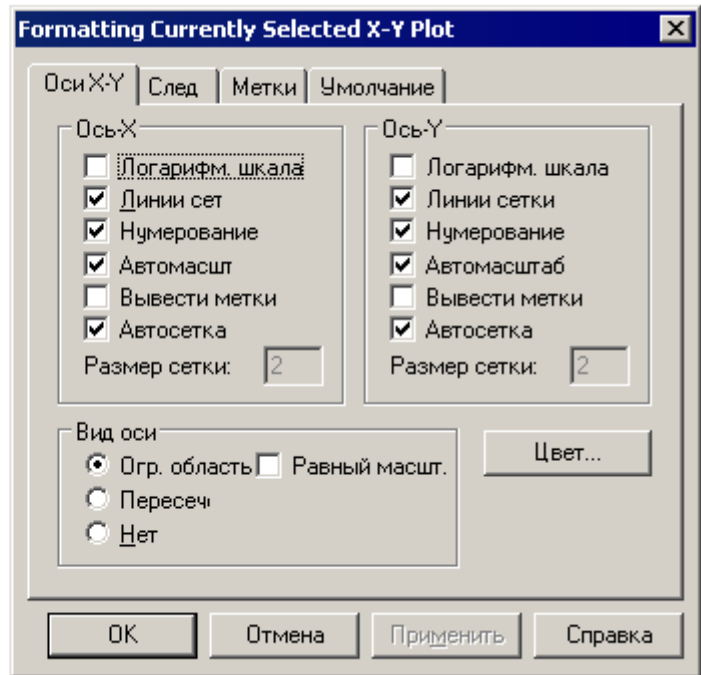 Formatting Currently Selected X-Y Plot
Оси X-Y След Метки Умолчание
Ось-X Ось-Y
Логарифм. шкала Логарифм. шкала
Линии сет Линии сетки
Нумерование Нумерование
Автомасшт Автомасштаб
Вывести метки Вывести метки
Автосетка Автосетка
Размер сетки: 2 Размер сетки: 2
Вид оси
Огр. область Равный масшт. Цвет...
Пересеч
Нет
OK Отмена Применить Справка